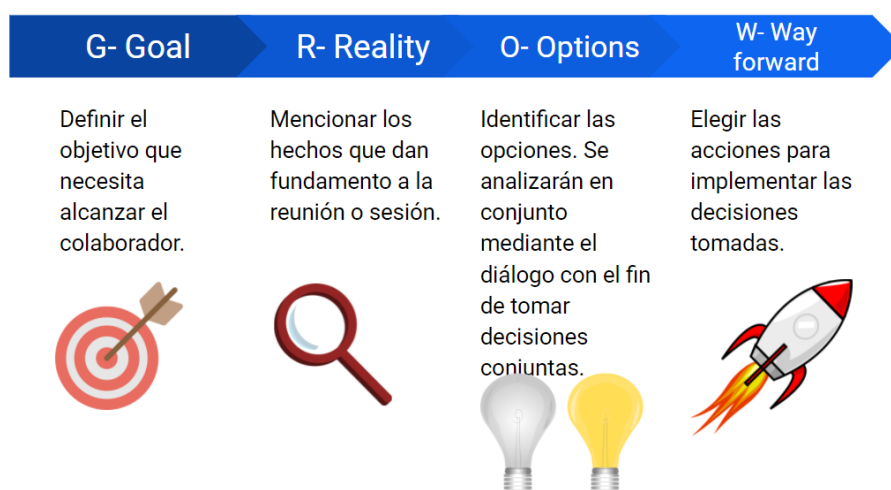 G- Goal
R- Reality
O- Options
W- Way
forward
Definir el
objetivo que
necesita
alcanzar el
colaborador.
Mencionar los
hechos que dan
fundamento a la
reunión o sesión.
Identificar las
opciones. Se
analizarán en
conjunto
mediante el
diálogo con el fin
de tomar
decisiones
conjuntas.
Elegir las
acciones para
implementar las
decisiones
tomadas.